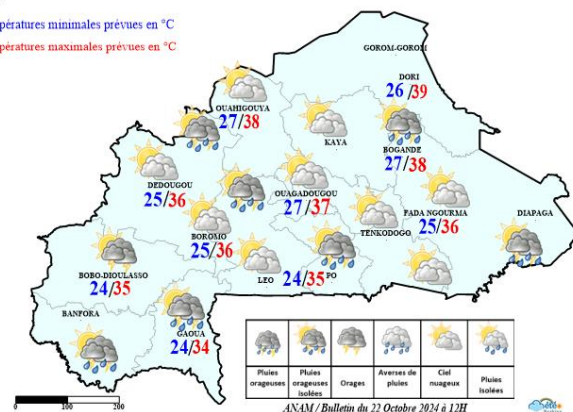 pératures minimales prévues en °C
pératures maximales prévues en °C
GOROM-GOROM
DORI
26 /39
OUAHIGOUYA
27/38
KAYA
BOGANDE
27/38
DEDOUGOU
25/36
OUAGADOUGOU
27/37
FADA NGOURMA
25/36
DIAPAGA
TENKODOGO
BOROMO
25/36
BOBO-DIOULASSO
24/35
LEO
24/35
PO
BANFORA
GAOUA
24/34
Pluies orageuses
Pluies orageuses isolées
Orages
Averses de pluies
Ciel nuageux
Pluies isolées
100
200
ANAM / Bulletin du 22 Octobre 2024 à 12H